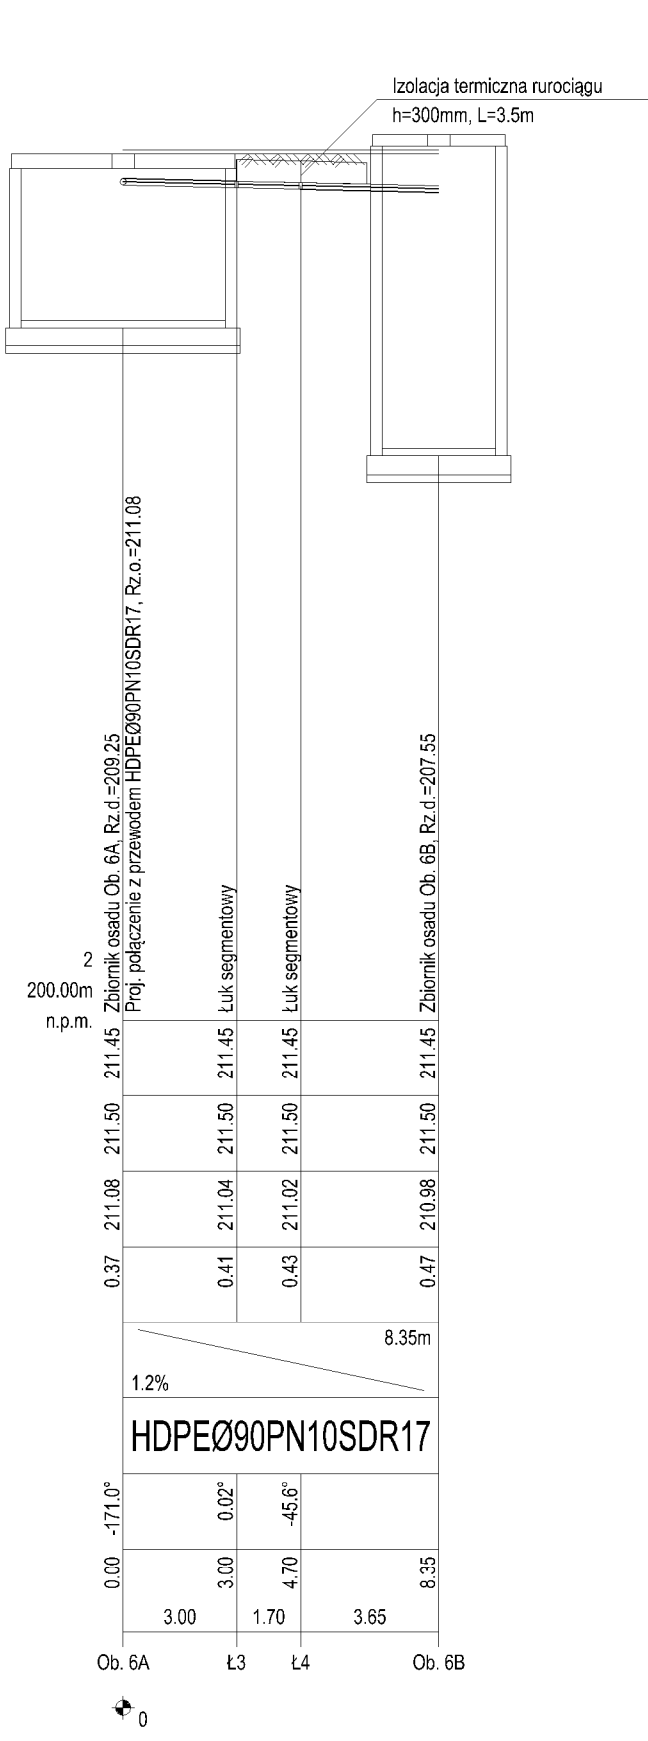 Izolacja termiczna rurociągu
h=300mm, L=3.5m
Zbiornik osadu Ob. 6A, Rz.d.=209.25
Proj. połączenie z przewodem HDPEØ90PN10SDR17, Rz.o.=211.08
Łuk segmentowy
Łuk segmentowy
Zbiornik osadu Ob. 6B, Rz.d.=207.55
2
200.00m
n.p.m.
211.45 211.45 211.45 211.45
211.50 211.50 211.50 211.50
211.08 211.04 211.02 210.98
0.37 0.41 0.43 0.47
8.35m
1.2%
HDPEØ90PN10SDR17
-171.0° 0.02° -45.6°
0.00 3.00 4.70 8.35
3.00 1.70 3.65
Ob. 6A Ł3 Ł4 Ob. 6B
0